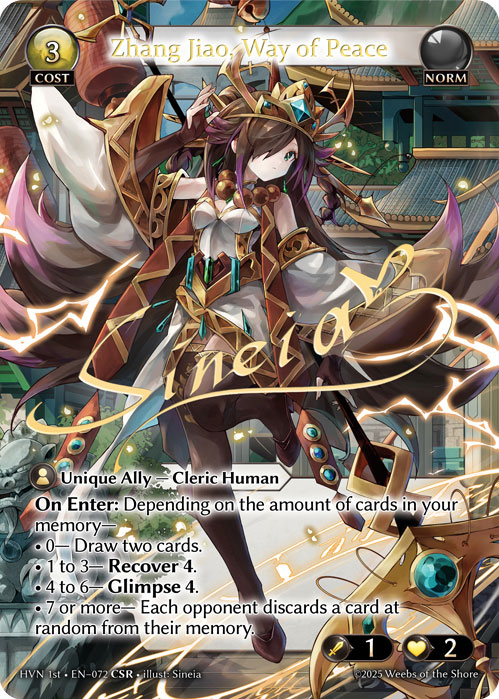 3
COST
Zhang Jiao, Way of Peace
NORM
Sineia
Unique Ally — Cleric Human
On Enter: Depending on the amount of cards in your
memory—
• 0— Draw two cards.
• 1 to 3— Recover 4.
• 4 to 6— Glimpse 4.
• 7 or more— Each opponent discards a card at
random from their memory.
1
2
HVN 1st • EN–072 CSR • illust: Sineia
©2025 Weebs of the Shore